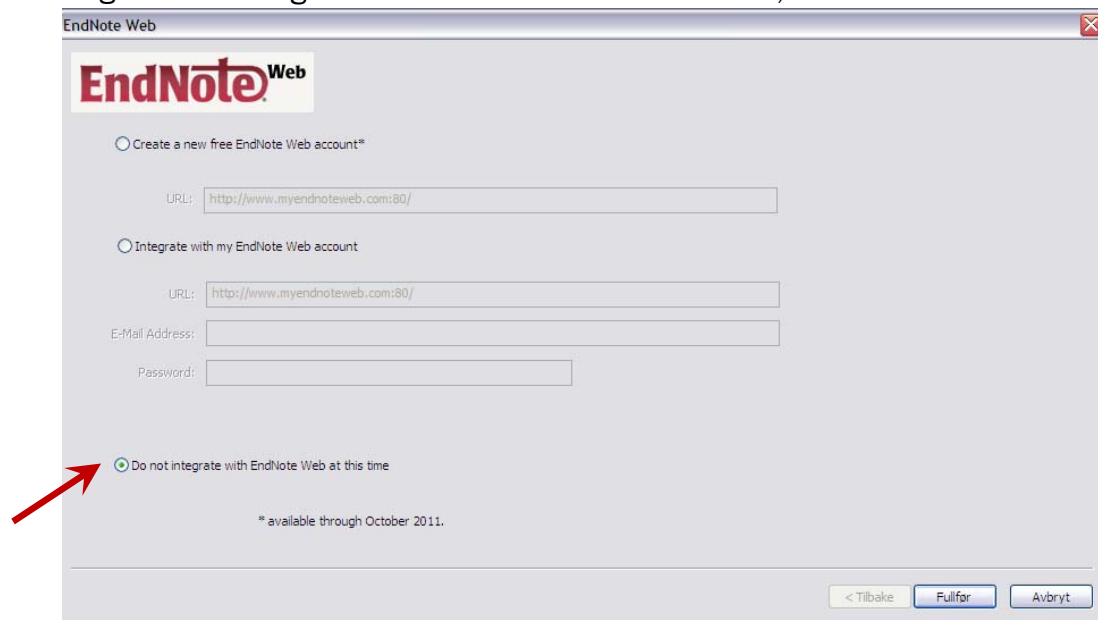 EndNote Web
EndNote Web
Create a new free EndNote Web account*
URL: http://www.myendnoteweb.com:80/
Integrate with my EndNote Web account
URL: http://www.myendnoteweb.com:80/
E-Mail Address:
Password:
Do not integrate with EndNote Web at this time
* available through October 2011.
< Tilbake Fullfør Avbryt